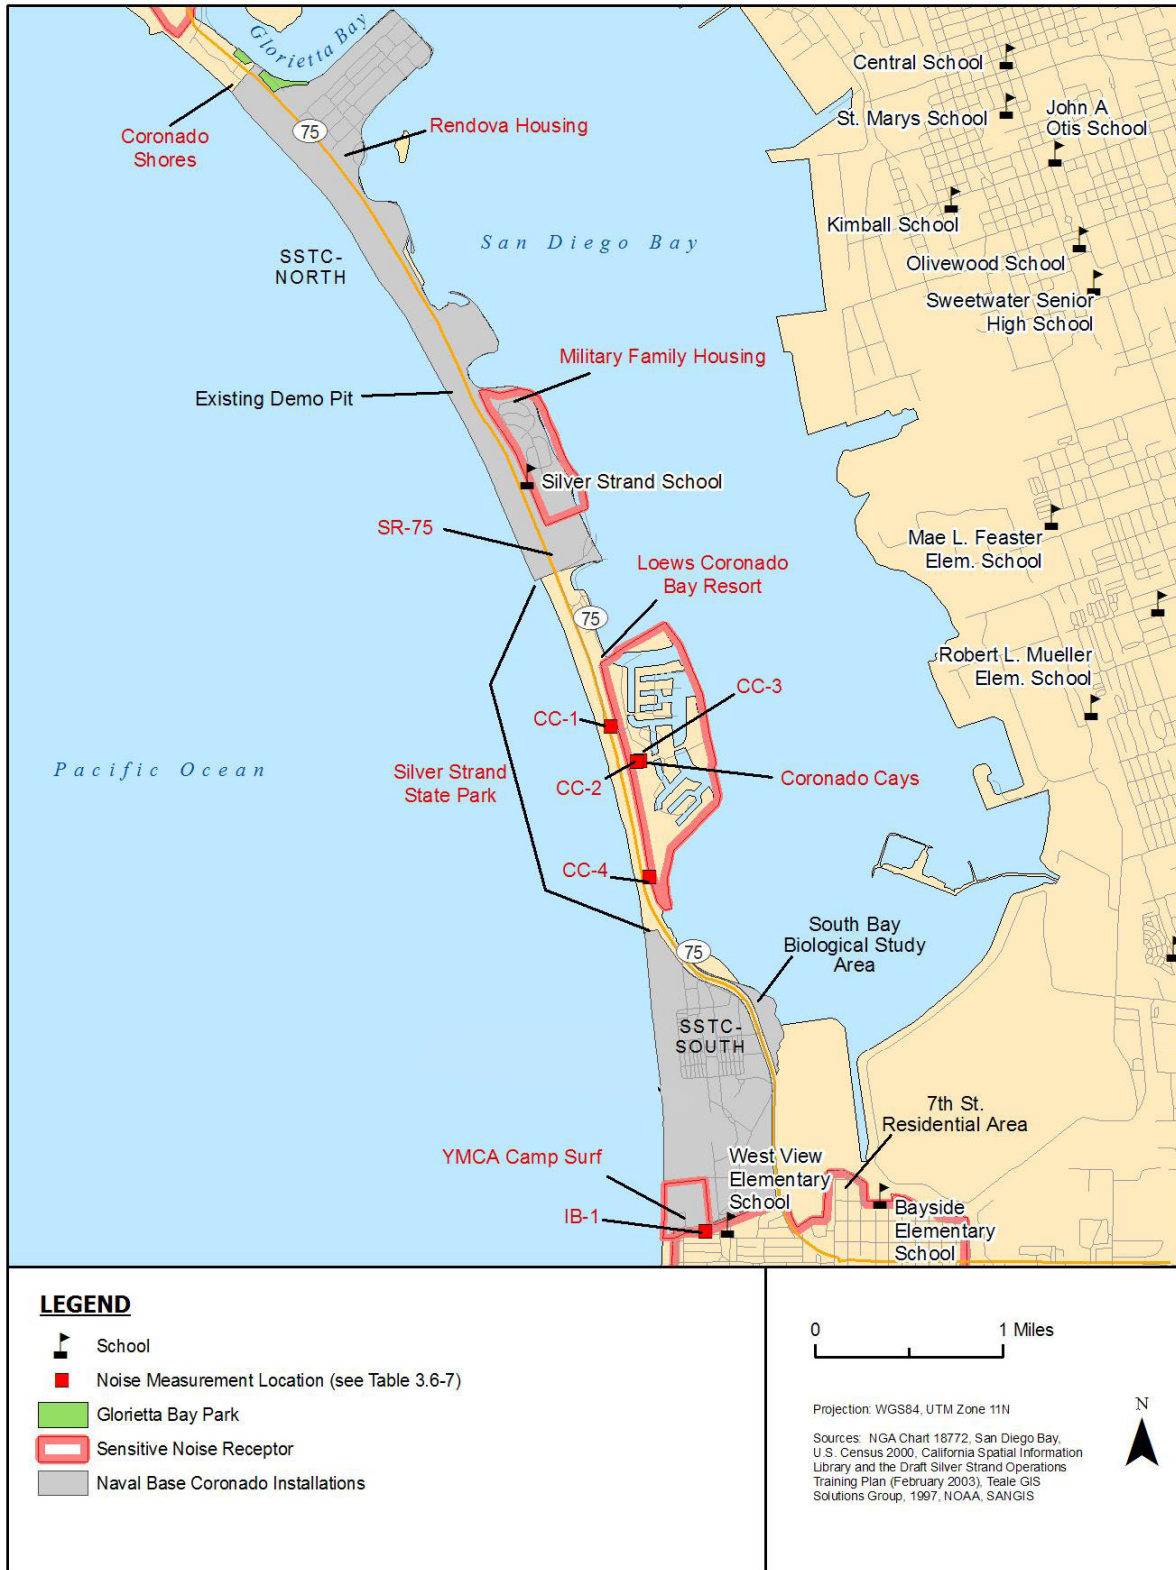 Glorietta Bay
Central School
St. Marys School
John A
Otis School
Coronado
Shores
75
Rendova Housing
Kimball School
San Diego Bay
SSTC-
NORTH
Olivewood School
Sweetwater Senior
High School
Military Family Housing
Existing Demo Pit
Silver Strand School
SR-75
Mae L. Feaster
Elem. School
Loews Coronado
Bay Resort
75
Robert L. Mueller
Elem. School
CC-3
CC-1
Pacific Ocean
Silver Strand
State Park
CC-2
Coronado Cays
CC-4
South Bay
Biological Study
Area
75
SSTC-
SOUTH
7th St.
Residential Area
YMCA Camp Surf
West View
Elementary
School
IB-1
Bayside
Elementary
School
LEGEND
School
Noise Measurement Location (see Table 3.6-7)
Glorietta Bay Park
Sensitive Noise Receptor
Naval Base Coronado Installations
0 1 Miles
Projection: WGS84, UTM Zone 11N
N
Sources: NGA Chart 18772, San Diego Bay,
U.S. Census 2000, California Spatial Information
Library and the Draft Silver Strand Operations
Training Plan (February 2003), Teale GIS
Solutions Group, 1997, NOAA, SANGIS